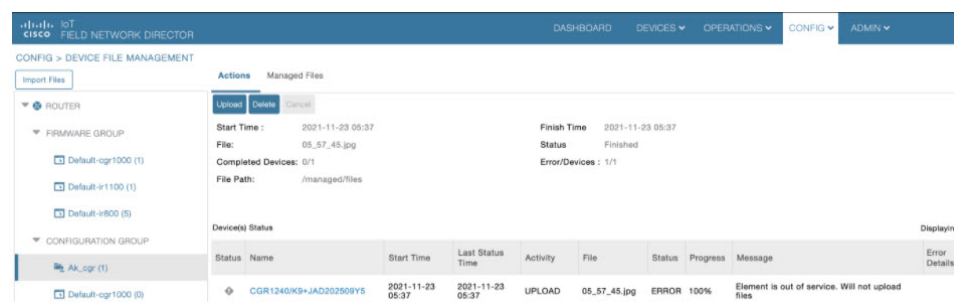 IoT
CISCO FIELD NETWORK DIRECTOR
DASHBOARD DEVICES OPERATIONS CONFIG ADMIN
CONFIG > DEVICE FILE MANAGEMENT
Import Files
Actions Managed Files
ROUTER
Upload Delete Cancel
FIRMWARE GROUP
Start Time : 2021-11-23 05:37 Finish Time 2021-11-23 05:37
File: 05_57_45.jpg Status Finished
Default-cgr1000 (1)
Completed Devices: 0/1 Error/Devices : 1/1
File Path: /managed/files
Default-ir1100 (1)
Default-ir800 (5)
Device(s) Status Displayin
CONFIGURATION GROUP
Status Name Start Time Last Status Time Activity File Status Progress Message Error Details
Ak_cgr (1)
Default-cgr1000 (0)
CGR1240/K9+JAD202509Y5 2021-11-23 05:37 2021-11-23 05:37 UPLOAD 05_57_45.jpg ERROR 100% Element is out of service. Will not upload files